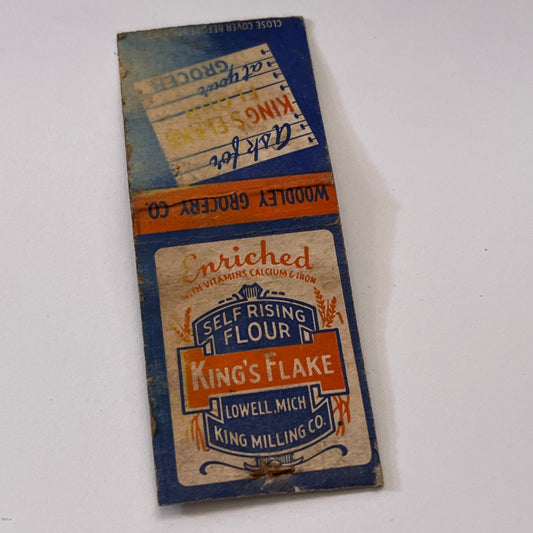 CLOSE COVER BEFORE
ask for
KING'S FLAKE
FLOUR
at your
GROCER
WOODLEY GROCERY CO.
Enriched
WITH VITAMINS CALCIUM & IRON
SELF RISING
FLOUR
KING'S FLAKE
LOWELL, MICH
KING MILLING CO.